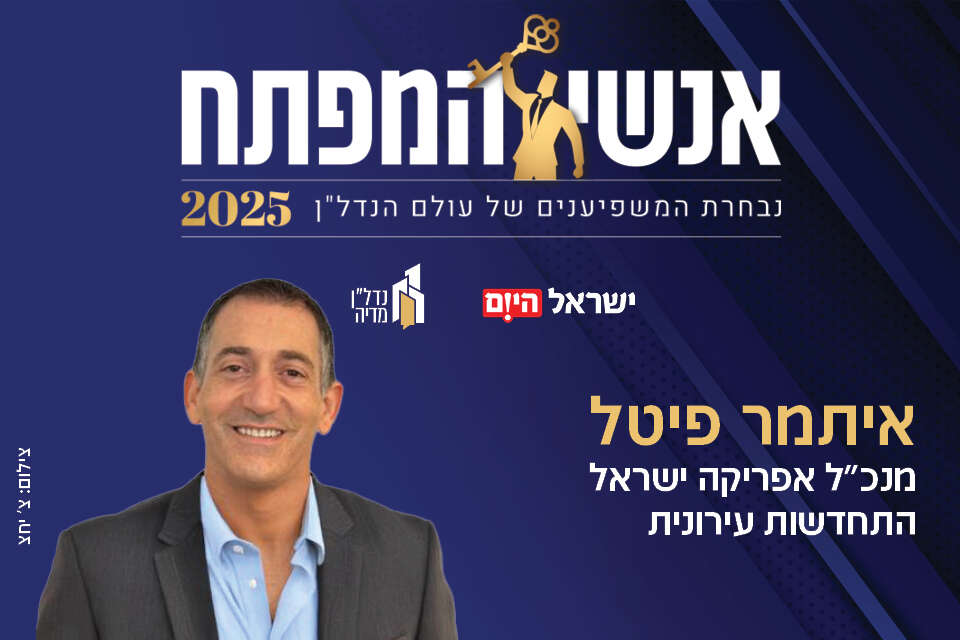 אנשי המפתח
נבחרת המשפיענים של עולם הנדל"ן 2025
ישראל היום
נדל"ן
מדיה
איתמר פיטל
מנכ״ל אפריקה ישראל
התחדשות עירונית
צילום: צ׳ יחצ